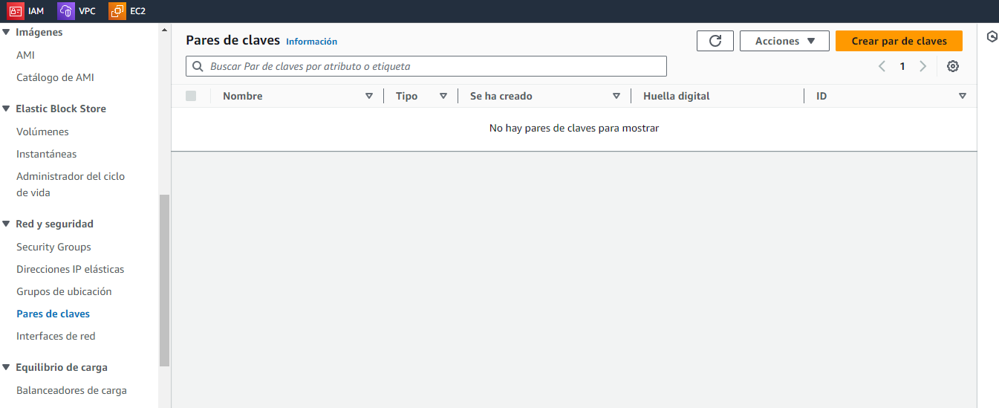 IAM VPC EC2
Imágenes
AMI
Catálogo de AMI
Elastic Block Store
Volúmenes
Instantáneas
Administrador del ciclo
de vida
Red y seguridad
Security Groups
Direcciones IP elásticas
Grupos de ubicación
Pares de claves
Interfaces de red
Equilibrio de carga
Balanceadores de carga
Pares de claves Información
Acciones
Crear par de claves
Buscar Par de claves por atributo o etiqueta
1
Nombre Tipo Se ha creado Huella digital ID
No hay pares de claves para mostrar